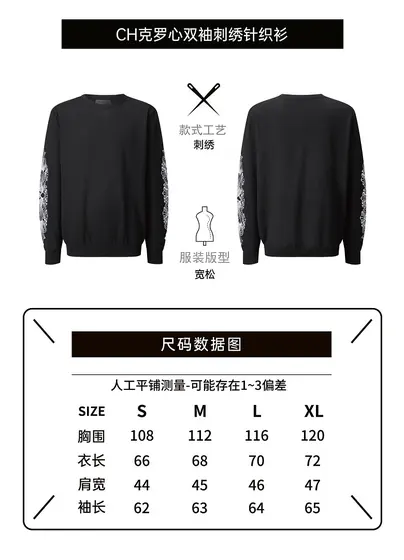 CH克罗心双袖刺绣针织衫
款式工艺
刺绣
服装版型
宽松
尺码数据图
人工平铺测量-可能存在1~3偏差
SIZE S M L XL
胸围 108 112 116 120
衣长 66 68 70 72
肩宽 44 45 46 47
袖长 62 63 64 65